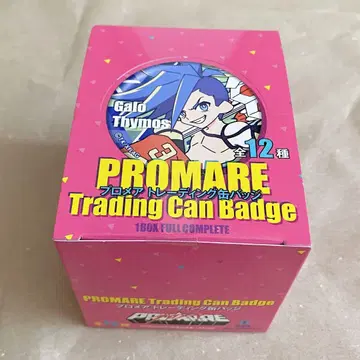 Galo
Thymos
全12種
PROMARE
プロメア トレーディング缶バッジ
Trading Can Badge
1BOX FULL COMPLETE
PROMARE Trading Can Badge
プロメア トレーディング缶バッジ
PROMARE